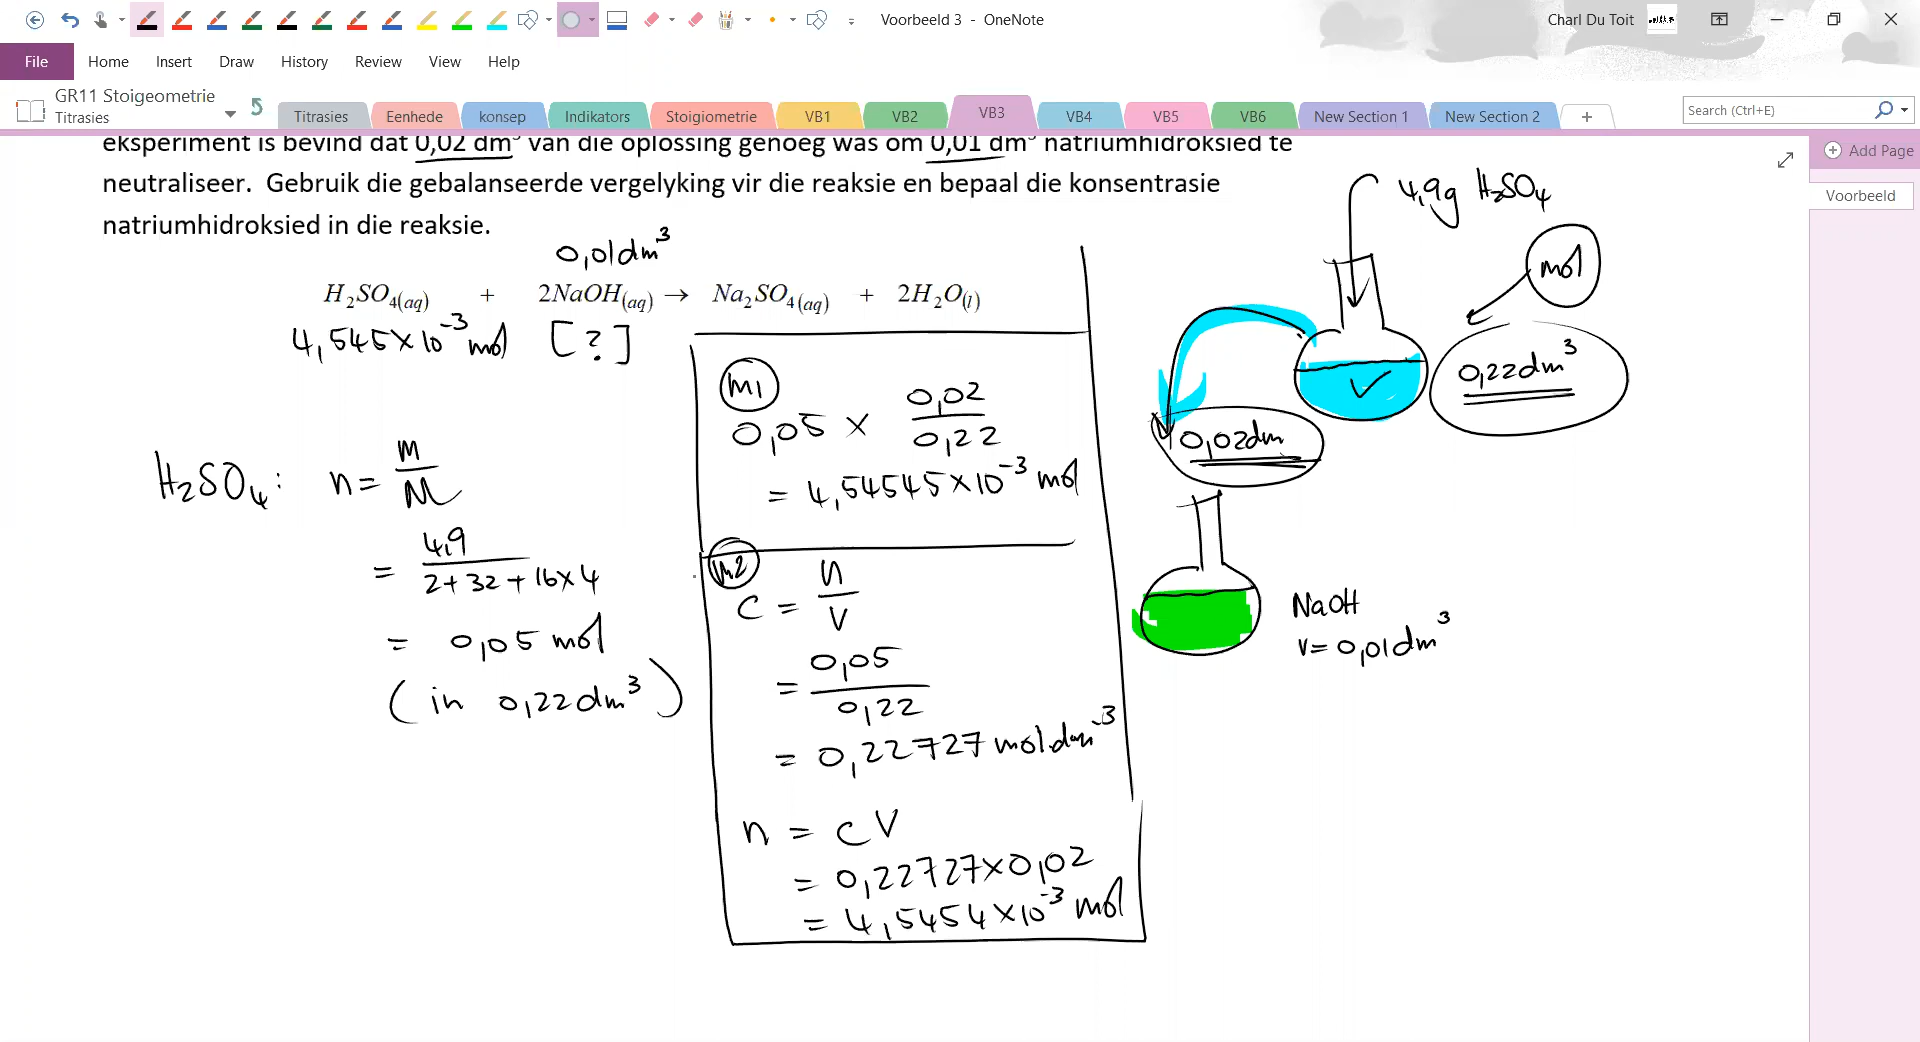 Voorbeeld 3 - OneNote
Charl Du Toit
File Home Insert Draw History Review View Help
GR11 Stoigeometrie
Titrasies
Titrasies Eenhede konsep Indikators Stoigiometrie VB1 VB2 VB3 VB4 VB5 VB6 New Section 1 New Section 2 +
Search (Ctrl+E)
Add Page
Voorbeeld
eksperiment is bevind dat 0,02 dm³ van die oplossing genoeg was om 0,01 dm³ natriumhidroksied te
neutraliseer. Gebruik die gebalanseerde vergelyking vir die reaksie en bepaal die konsentrasie
natriumhidroksied in die reaksie.
0,01dm³
H₂SO₄(aq) + 2NaOH(aq) → Na₂SO₄(aq) + 2H₂O(l)
4,545×10⁻³ mol [?]
H₂SO₄: n = m/M
= 4,9/(2+32+16×4)
= 0,05 mol
(in 0,22dm³)
m1
0,05 × 0,02/0,22
= 4,54545×10⁻³ mol
m2
c = n/V
= 0,05/0,22
= 0,22727 mol.dm⁻³
n = cV
= 0,22727×0,02
= 4,5454×10⁻³ mol
4,9g H₂SO₄
mol
0,22dm³
0,02dm
NaOH
V= 0,01dm³